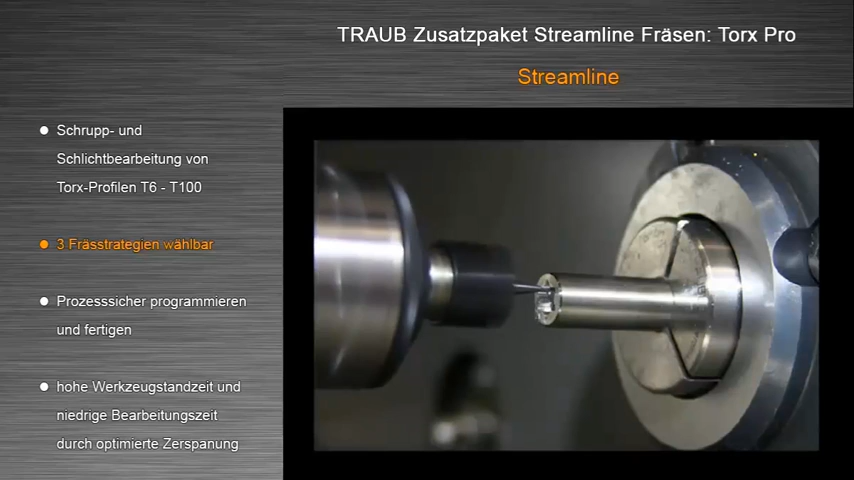 TRAUB Zusatzpaket Streamline Fräsen: Torx Pro
Streamline
Schrupp- und
Schlichtbearbeitung von
Torx-Profilen T6 - T100
3 Frässtrategien wählbar
Prozesssicher programmieren
und fertigen
hohe Werkzeugstandzeit und
niedrige Bearbeitungszeit
durch optimierte Zerspanung